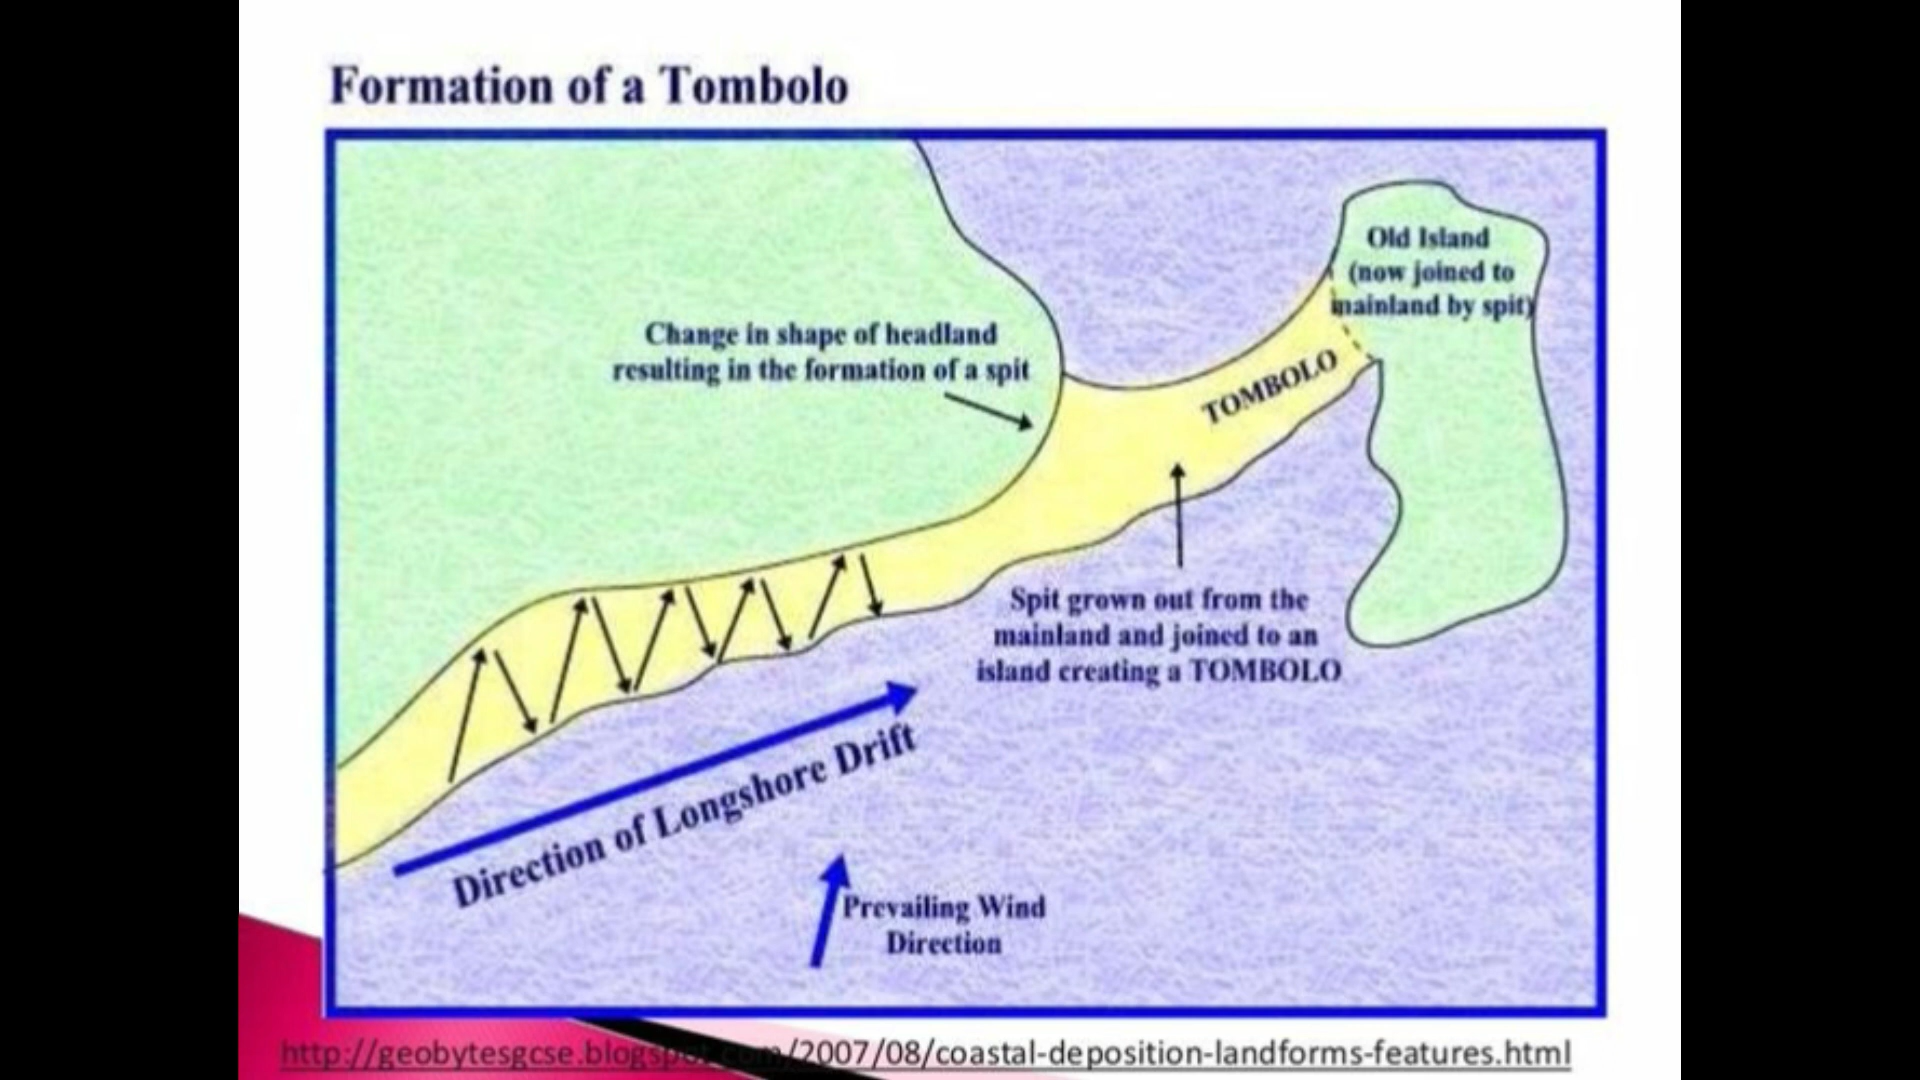 Formation of a Tombolo
Old Island
(now joined to
mainland by spit)
Change in shape of headland
resulting in the formation of a spit
TOMBOLO
Spit grown out from the
mainland and joined to an
island creating a TOMBOLO
Direction of Longshore Drift
Prevailing Wind
Direction
http://geobytesgcse.blogspot.com/2007/08/coastal-deposition-landforms-features.html